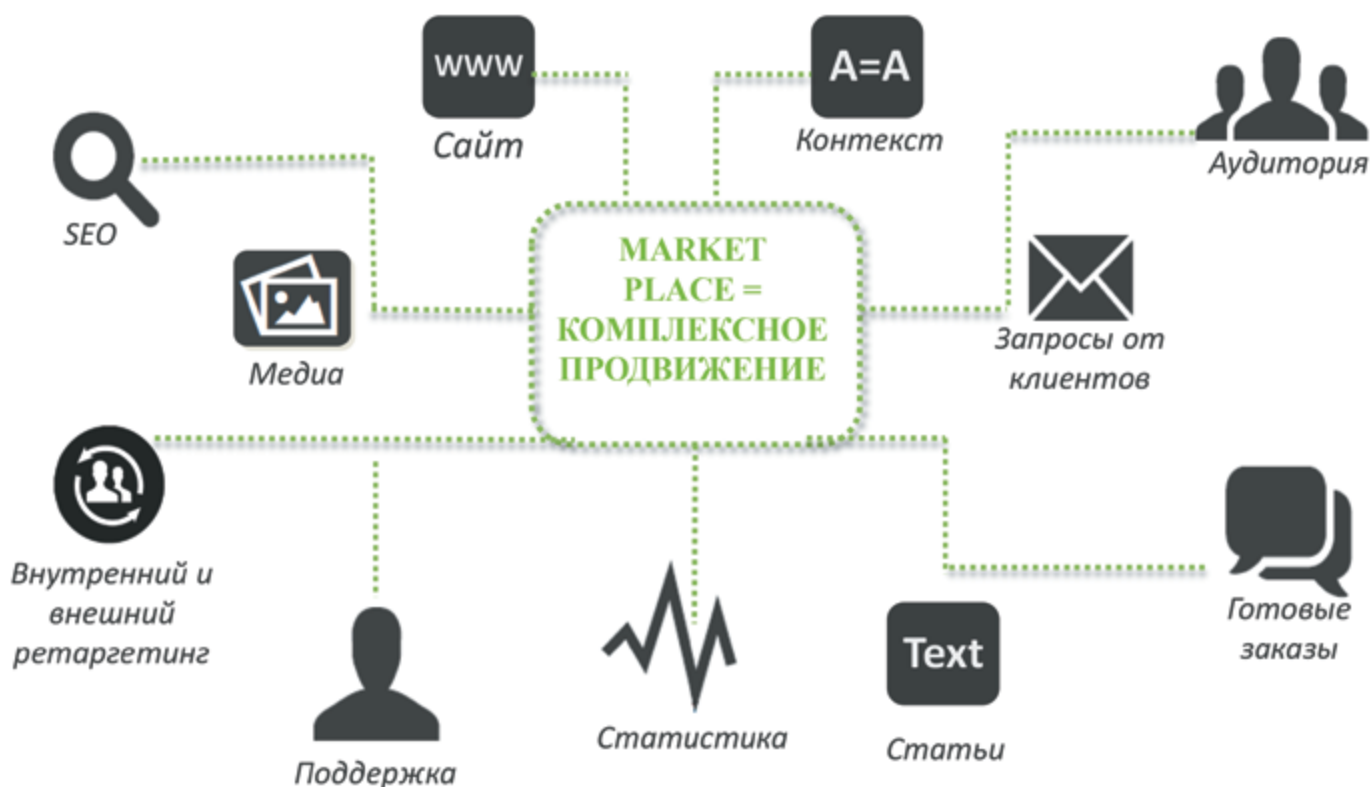 www
Сайт
A=A
Контекст
Аудитория
SEO
Медиа
MARKET
PLACE =
КОМПЛЕКСНОЕ
ПРОДВИЖЕНИЕ
Запросы от
клиентов
Внутренний и
внешний
ретаргетинг
Поддержка
Статистика
Text
Статьи
Готовые
заказы